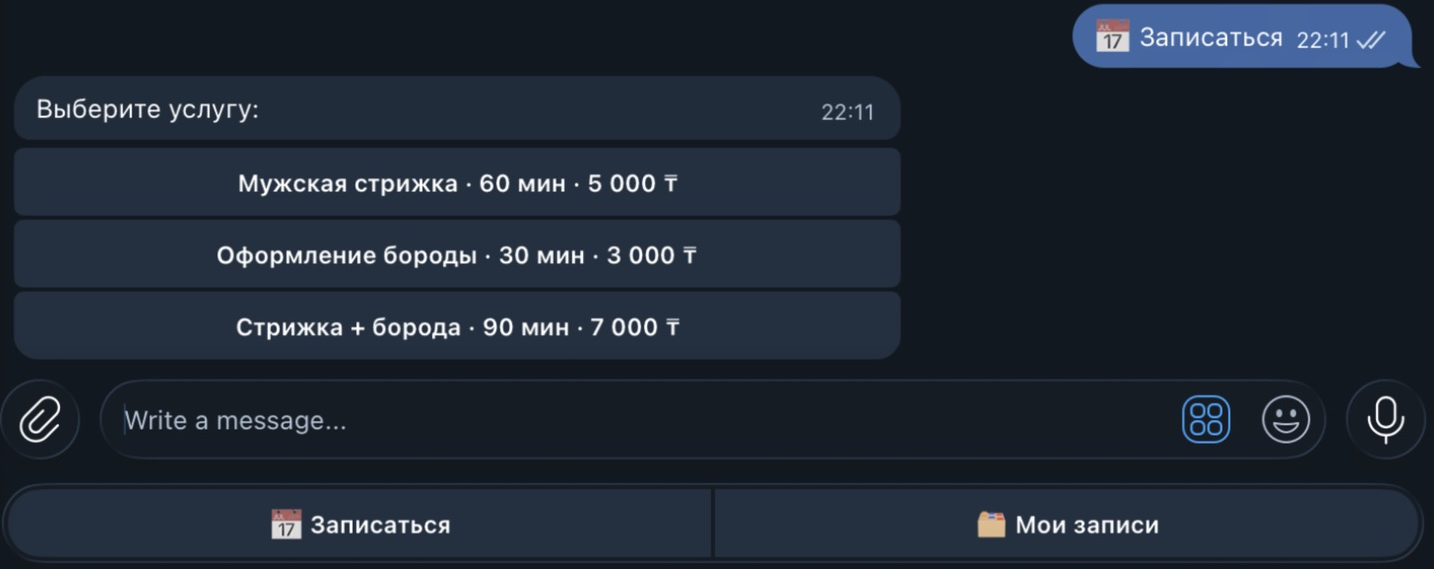 📅 Записаться 22:11
Выберите услугу: 22:11
Мужская стрижка · 60 мин · 5 000 ₸
Оформление бороды · 30 мин · 3 000 ₸
Стрижка + борода · 90 мин · 7 000 ₸
Write a message...
📅 Записаться
🗂️ Мои записи